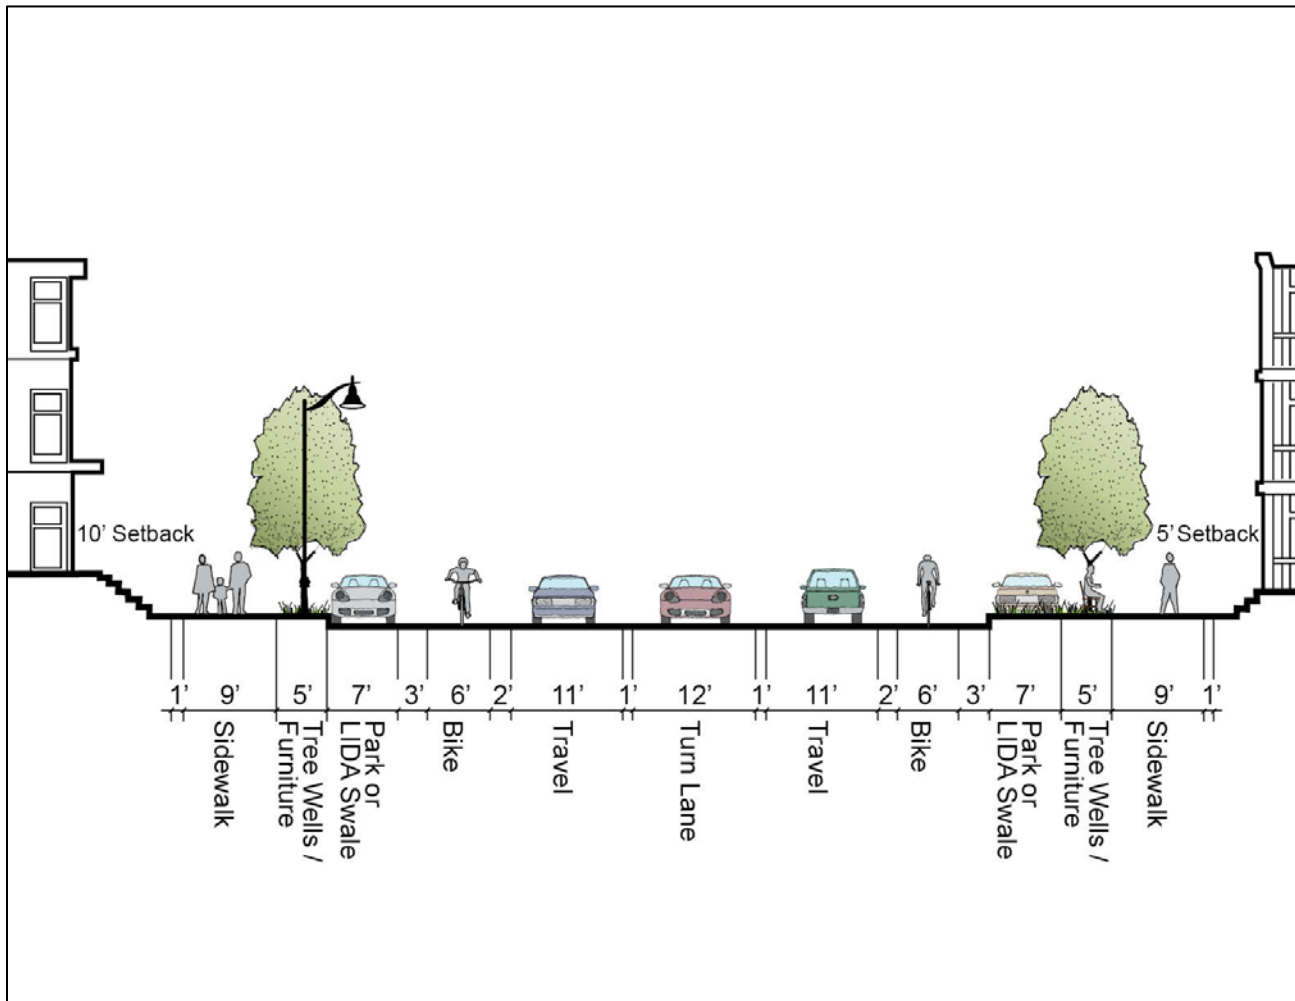 10’ Setback
5’ Setback
1’ 9’ 5’ 7’ 3’ 6’ 2’ 11’ 1’ 12’ 1’ 11’ 2’ 6’ 3’ 7’ 5’ 9’ 1’
Sidewalk
Tree Wells /
Furniture
Park or
LIDA Swale
Bike
Travel
Turn Lane
Travel
Bike
Park or
LIDA Swale
Tree Wells /
Furniture
Sidewalk